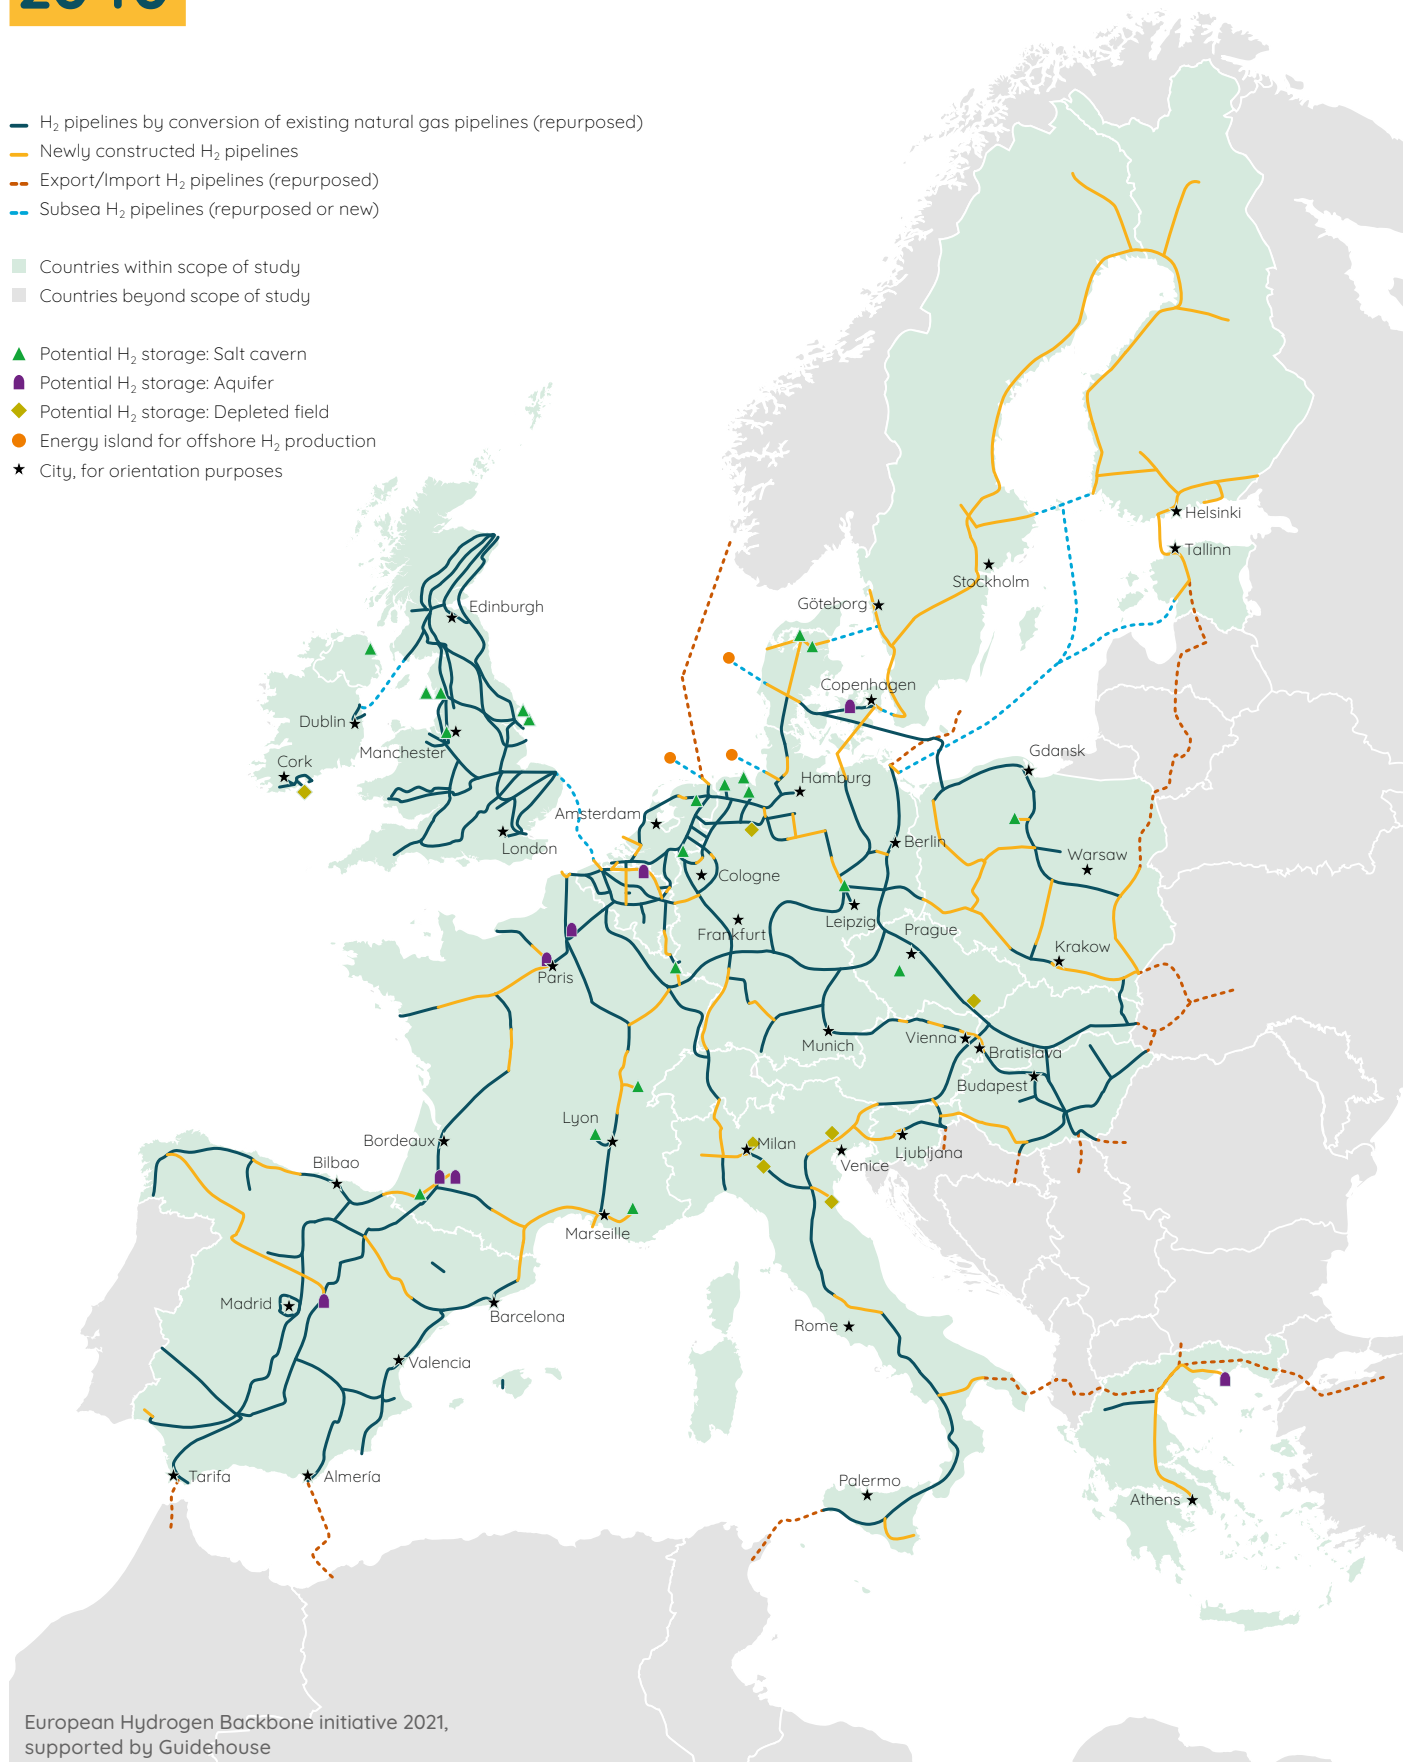 H₂ pipelines by conversion of existing natural gas pipelines (repurposed)
Newly constructed H₂ pipelines
Export/Import H₂ pipelines (repurposed)
Subsea H₂ pipelines (repurposed or new)
Countries within scope of study
Countries beyond scope of study
Potential H₂ storage: Salt cavern
Potential H₂ storage: Aquifer
Potential H₂ storage: Depleted field
Energy island for offshore H₂ production
City, for orientation purposes
Helsinki
Tallinn
Stockholm
Göteborg
Edinburgh
Copenhagen
Dublin
Manchester
Gdansk
Cork
Hamburg
Amsterdam
Berlin
London
Warsaw
Cologne
Leipzig
Frankfurt
Prague
Krakow
Paris
Munich
Vienna
Bratislava
Budapest
Lyon
Bordeaux
Milan
Ljubljana
Venice
Bilbao
Marseille
Madrid
Barcelona
Rome
Valencia
Tarifa
Almería
Palermo
Athens
European Hydrogen Backbone initiative 2021,
supported by Guidehouse